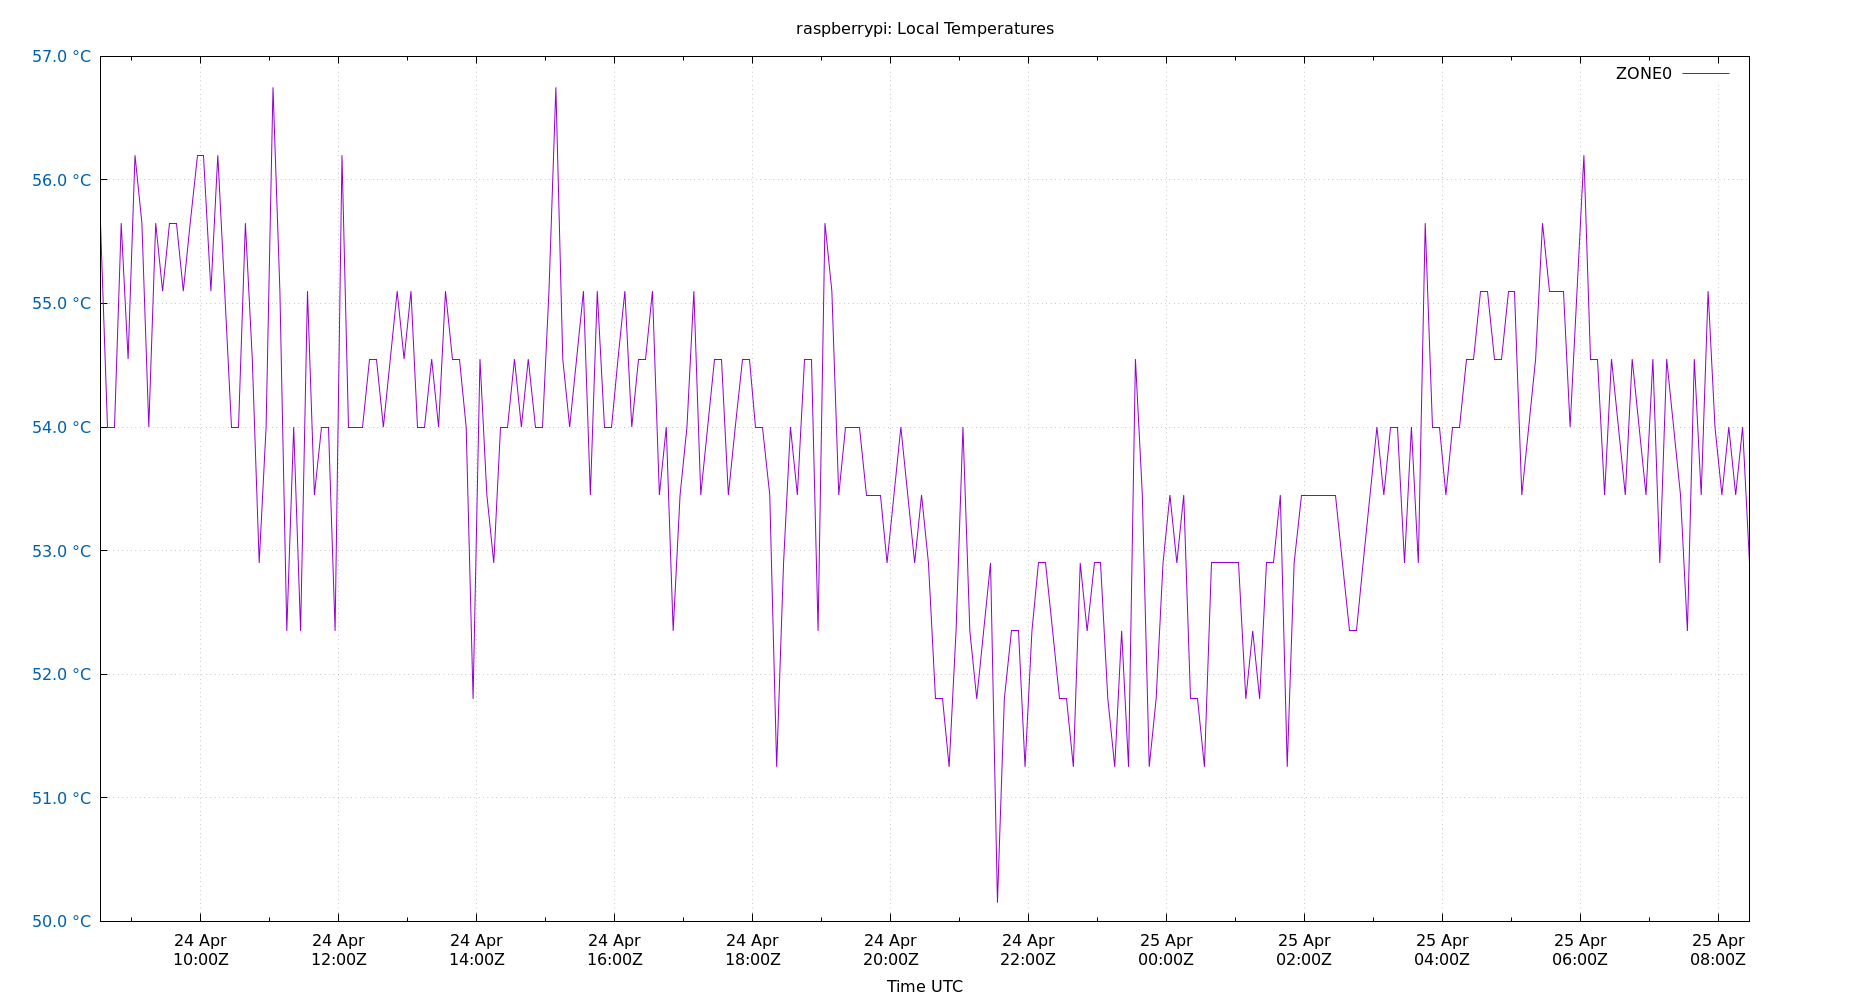 raspberrypi: Local Temperatures
57.0 °C
ZONE0
56.0 °C
55.0 °C
54.0 °C
53.0 °C
52.0 °C
51.0 °C
50.0 °C
24 Apr 24 Apr 24 Apr 24 Apr 24 Apr 24 Apr 24 Apr 25 Apr 25 Apr 25 Apr 25 Apr 25 Apr
10:00Z 12:00Z 14:00Z 16:00Z 18:00Z 20:00Z 22:00Z 00:00Z 02:00Z 04:00Z 06:00Z 08:00Z
Time UTC